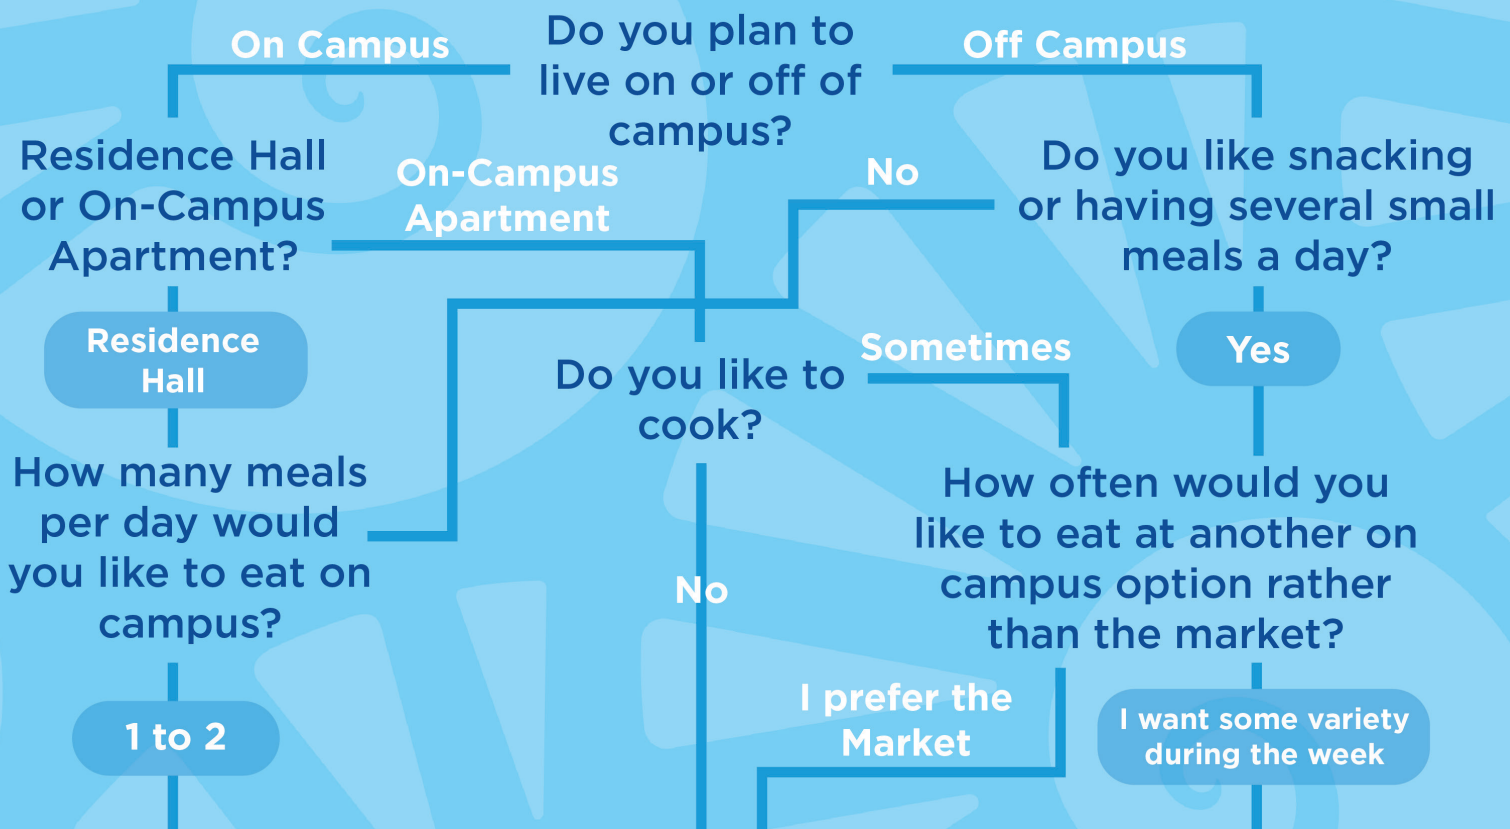 Do you plan to
live on or off of
campus?
On Campus
Off Campus
Residence Hall
or On-Campus
Apartment?
On-Campus
Apartment
No
Do you like snacking
or having several small
meals a day?
Residence
Hall
Do you like to
cook?
Sometimes
Yes
How many meals
per day would
you like to eat on
campus?
How often would you
like to eat at another on
campus option rather
than the market?
No
1 to 2
I prefer the
Market
I want some variety
during the week